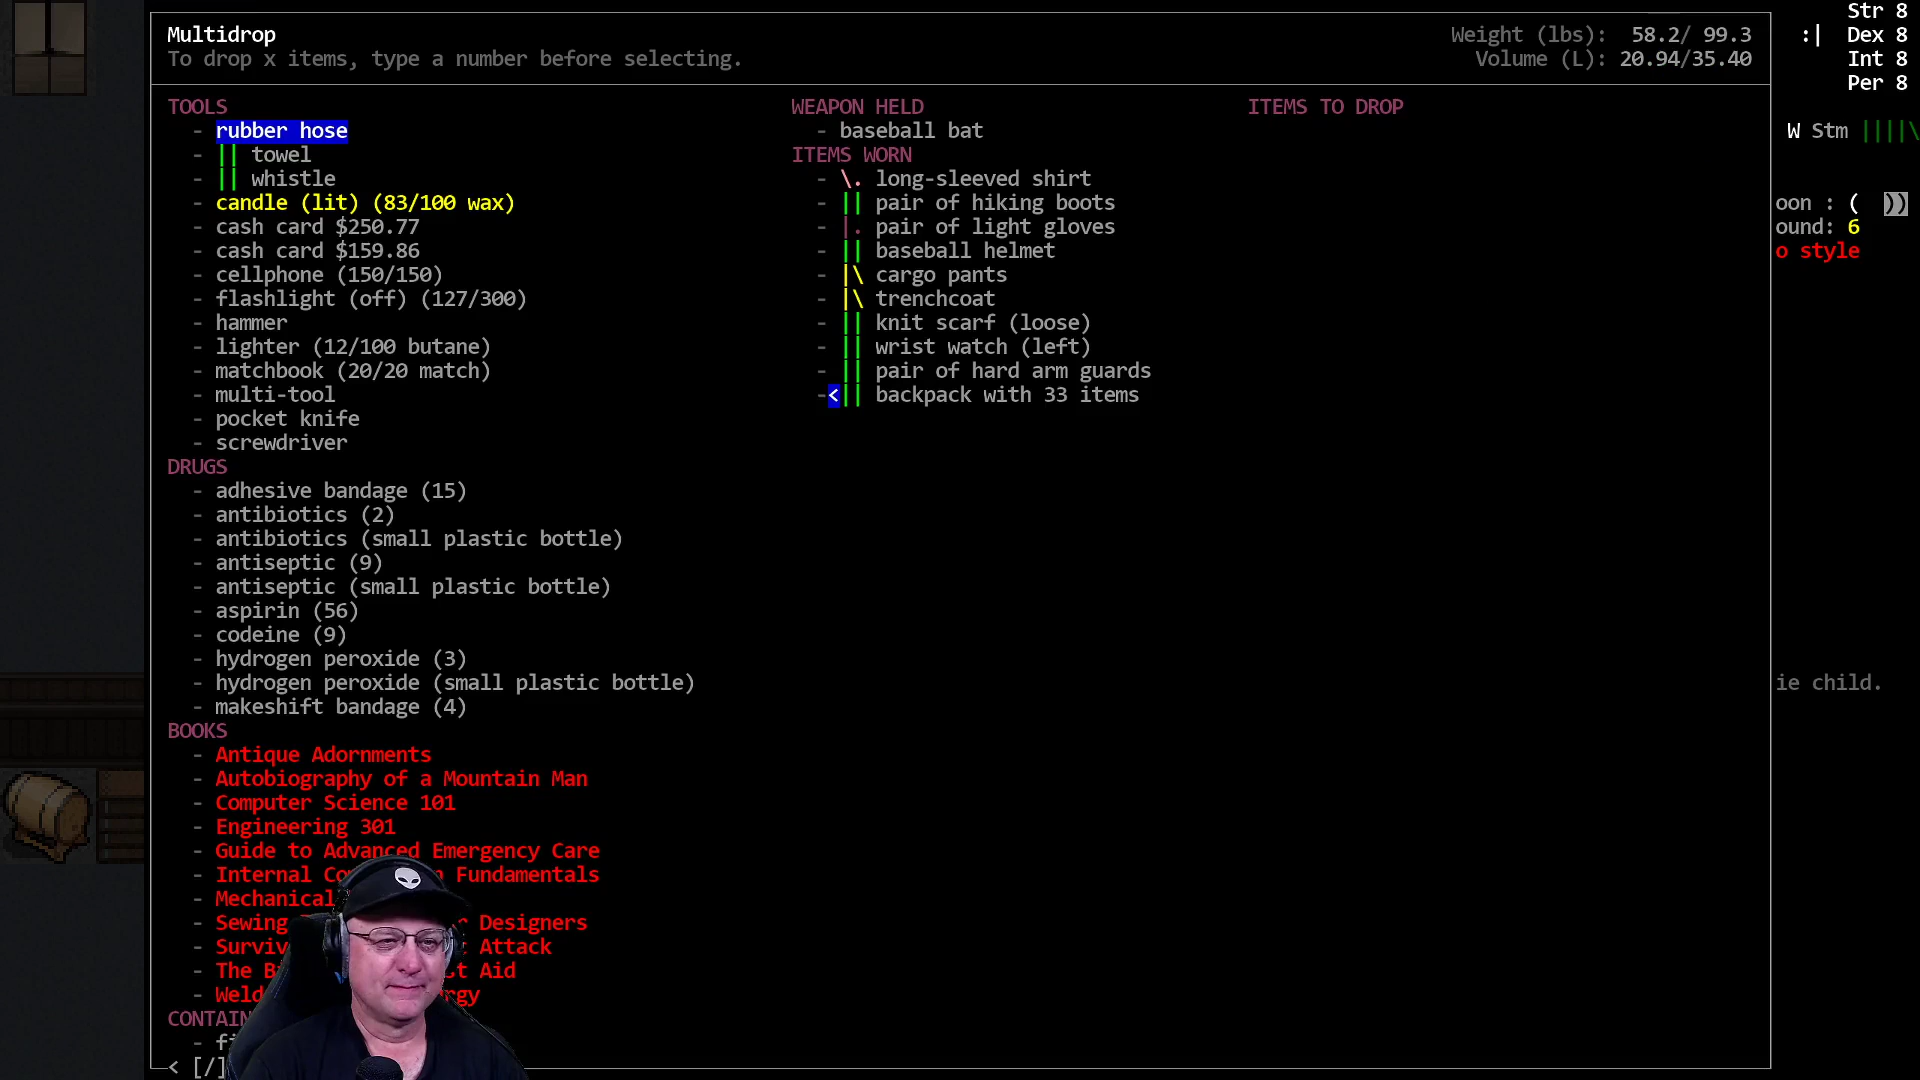 Multidrop
To drop x items, type a number before selecting.
Weight (lbs): 58.2/ 99.3
Volume (L): 20.94/35.40
TOOLS
- rubber hose
- || towel
- || whistle
- candle (lit) (83/100 wax)
- cash card $250.77
- cash card $159.86
- cellphone (150/150)
- flashlight (off) (127/300)
- hammer
- lighter (12/100 butane)
- matchbook (20/20 match)
- multi-tool
- pocket knife
- screwdriver
DRUGS
- adhesive bandage (15)
- antibiotics (2)
- antibiotics (small plastic bottle)
- antiseptic (9)
- antiseptic (small plastic bottle)
- aspirin (56)
- codeine (9)
- hydrogen peroxide (3)
- hydrogen peroxide (small plastic bottle)
- makeshift bandage (4)
BOOKS
- Antique Adornments
- Autobiography of a Mountain Man
- Computer Science 101
- Engineering 301
- Guide to Advanced Emergency Care
- Internal Fundamentals
- Mechanical
- Sewing Designers
- Attack
- The Aid
-
CONTAIN
-
< [/]
WEAPON HELD
- baseball bat
ITEMS WORN
- \. long-sleeved shirt
- || pair of hiking boots
- |. pair of light gloves
- || baseball helmet
- |\ cargo pants
- |\ trenchcoat
- || knit scarf (loose)
- || wrist watch (left)
- || pair of hard arm guards
-<|| backpack with 33 items
ITEMS TO DROP
Str 8
:| Dex 8
Int 8
Per 8
W Stm ||||\
oon : ( ))
ound: 6
o style
ie child.